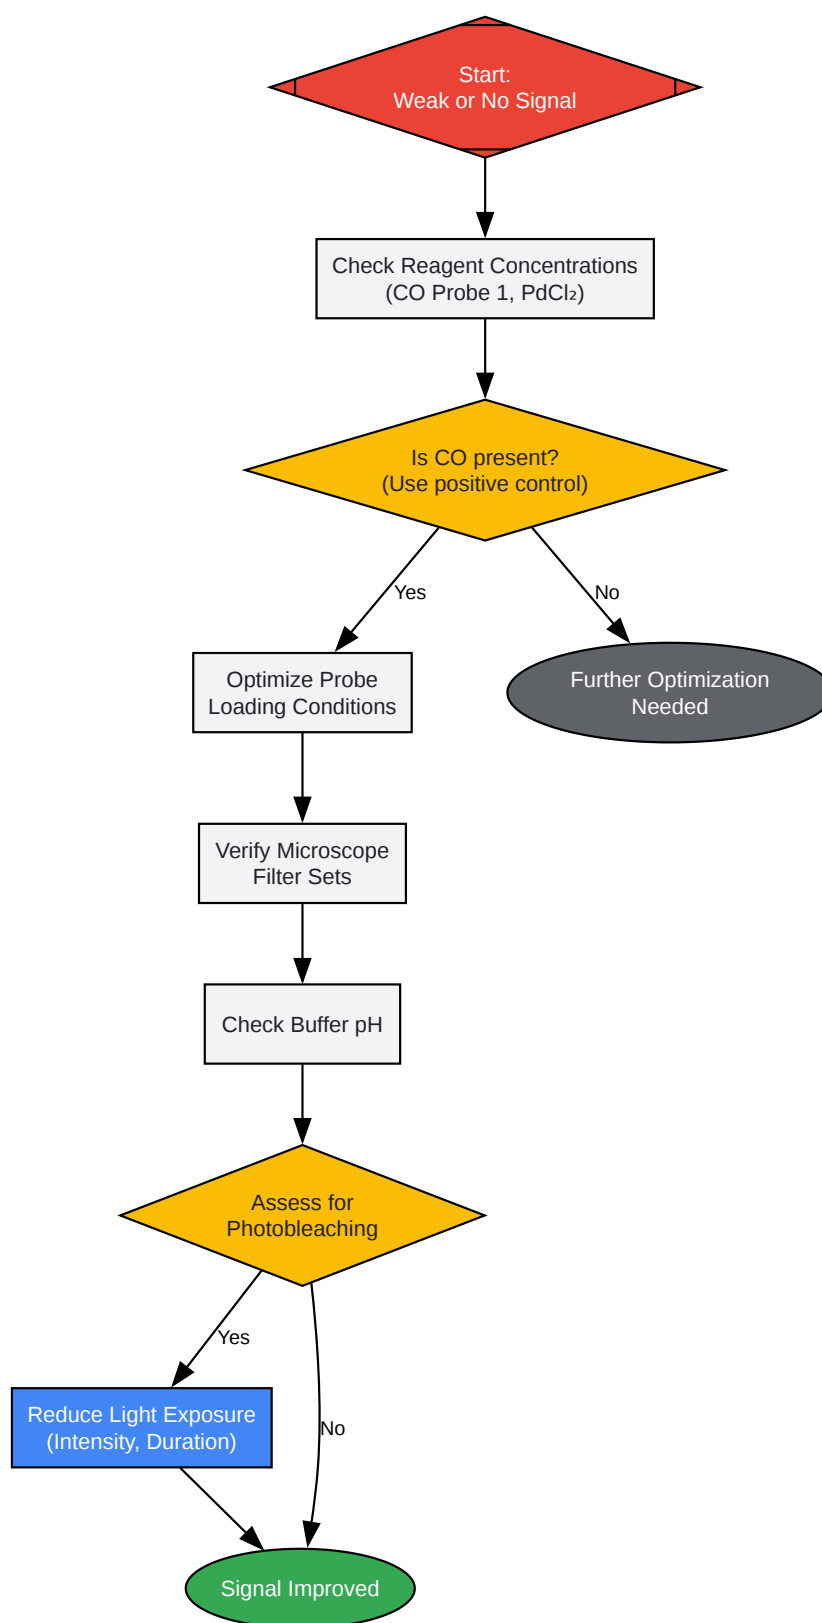 Start:
Weak or No Signal
Check Reagent Concentrations
(CO Probe 1, PdCl₂)
Is CO present?
(Use positive control)
Yes
No
Optimize Probe
Loading Conditions
Further Optimization
Needed
Verify Microscope
Filter Sets
Check Buffer pH
Assess for
Photobleaching
Yes
No
Reduce Light Exposure
(Intensity, Duration)
Signal Improved